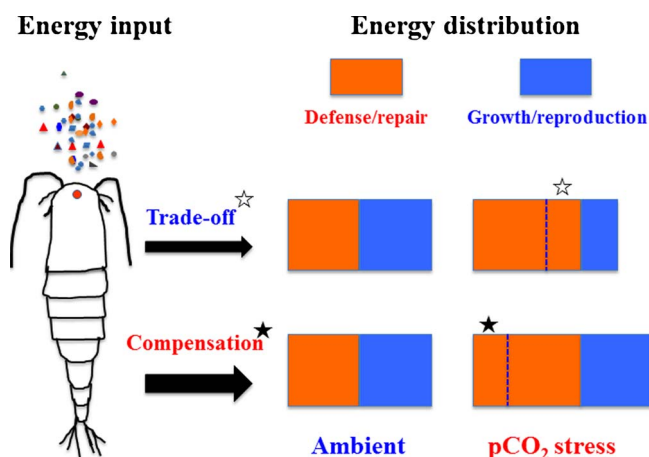 Energy input
Energy distribution
Defense/repair
Growth/reproduction
Trade-off
Compensation
Ambient
pCO₂ stress